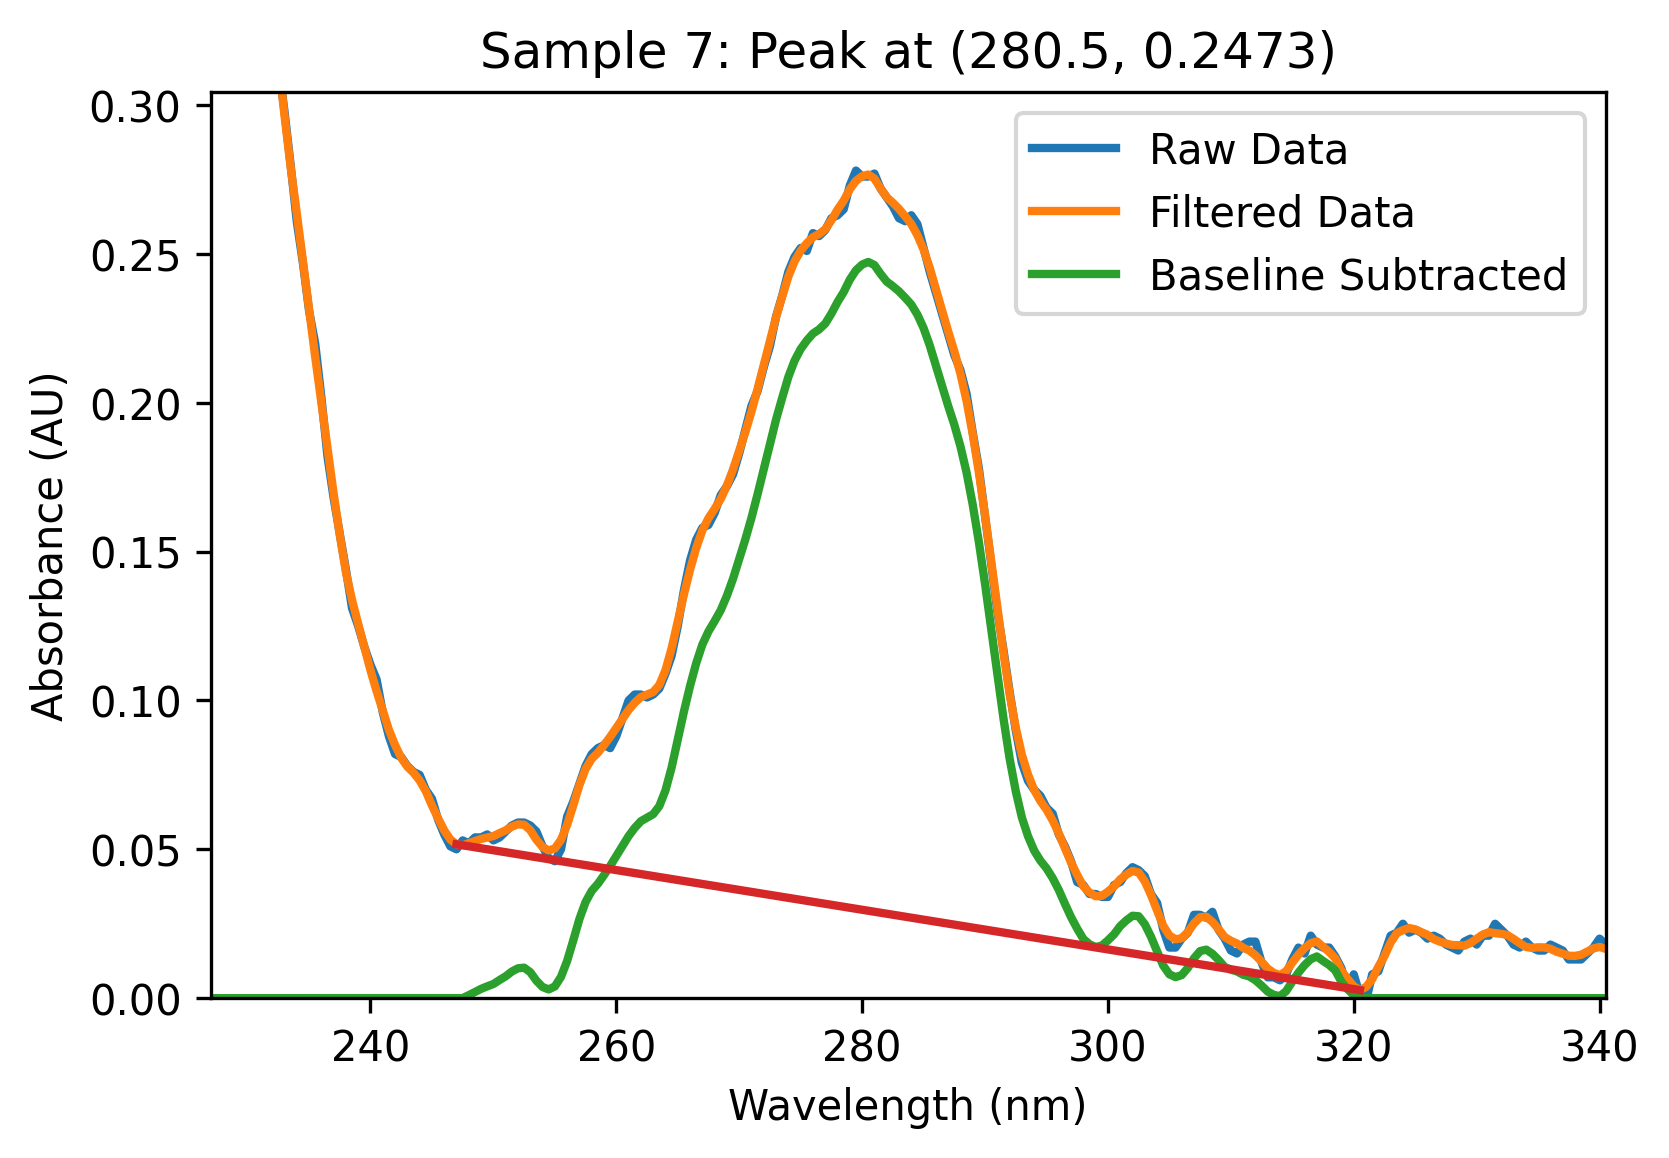 Sample 7: Peak at (280.5, 0.2473)
0.30
0.25
0.20
0.15
0.10
0.05
0.00
Absorbance (AU)
Raw Data
Filtered Data
Baseline Subtracted
240 260 280 300 320 340
Wavelength (nm)